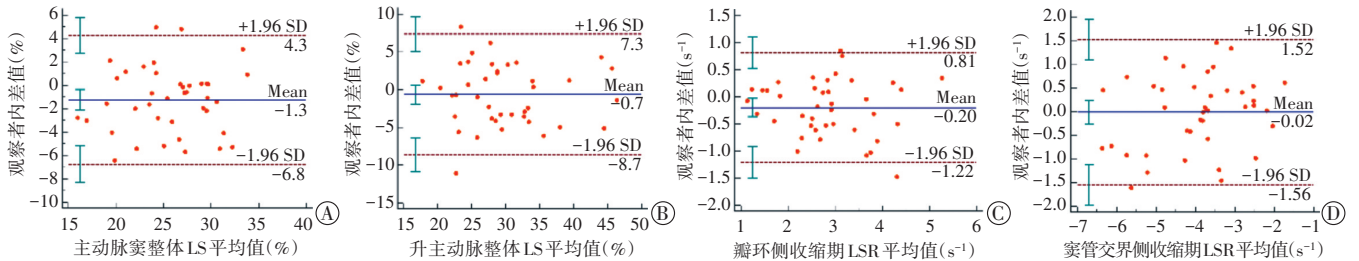 观察者内差值(%)
6
4
2
0
−2
−4
−6
−8
−10
+1.96 SD
4.3
Mean
−1.3
−1.96 SD
−6.8
15 20 25 30 35 40
主动脉窦整体LS平均值(%)
A
观察者内差值(%)
10
5
0
−5
−10
−15
+1.96 SD
7.3
Mean
−0.7
−1.96 SD
−8.7
15 20 25 30 35 40 45 50
升主动脉整体LS平均值(%)
B
观察者内差值(s⁻¹)
1.5
1.0
0.5
0.0
−0.5
−1.0
−1.5
−2.0
+1.96 SD
0.81
Mean
−0.20
−1.96 SD
−1.22
1 2 3 4 5 6
瓣环侧收缩期LSR平均值(s⁻¹)
C
观察者内差值(s⁻¹)
2.0
1.5
1.0
0.5
0.0
−0.5
−1.0
−1.5
−2.0
+1.96 SD
1.52
Mean
−0.02
−1.96 SD
−1.56
−7 −6 −5 −4 −3 −2 −1
窦管交界侧收缩期LSR平均值(s⁻¹)
D